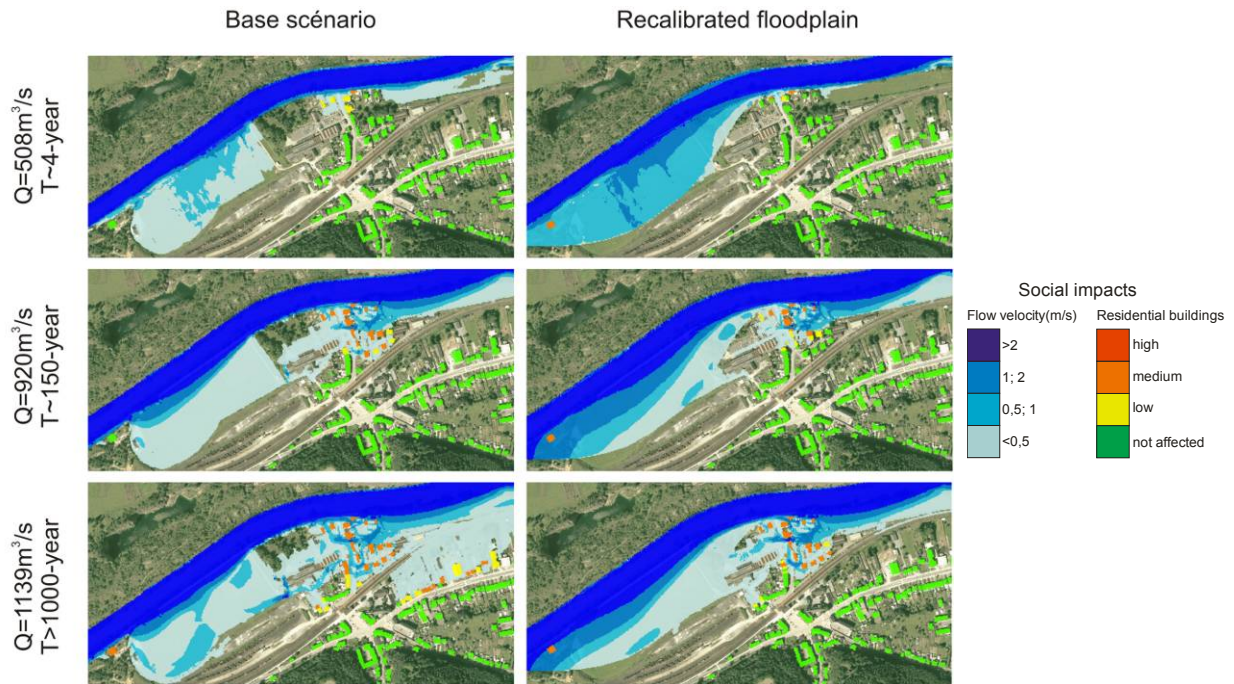 Base scénario
Recalibrated floodplain
Q=508m³/s
T~4-year
Q=920m³/s
T~150-year
Q=1139m³/s
T>1000-year
Social impacts
Flow velocity(m/s)
Residential buildings
>2
high
1; 2
medium
0,5; 1
low
<0,5
not affected